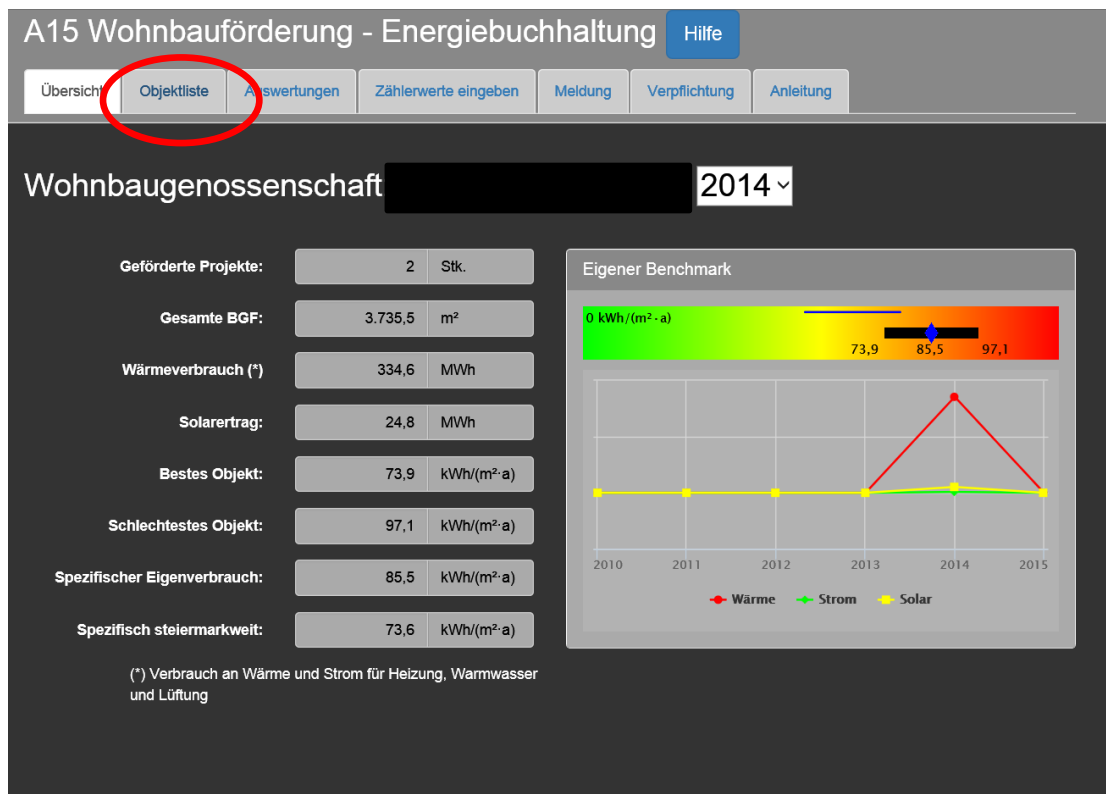 A15 Wohnbauförderung - Energiebuchhaltung Hilfe
Übersicht Objektliste Auswertungen Zählerwerte eingeben Meldung Verpflichtung Anleitung
Wohnbaugenossenschaft 2014
Geförderte Projekte: 2 Stk.
Gesamte BGF: 3.735,5 m²
Wärmeverbrauch (*) 334,6 MWh
Solarertrag: 24,8 MWh
Bestes Objekt: 73,9 kWh/(m²·a)
Schlechtestes Objekt: 97,1 kWh/(m²·a)
Spezifischer Eigenverbrauch: 85,5 kWh/(m²·a)
Spezifisch steiermarkweit: 73,6 kWh/(m²·a)
(*) Verbrauch an Wärme und Strom für Heizung, Warmwasser
und Lüftung
Eigener Benchmark
0 kWh/(m²·a)
73,9 85,5 97,1
2010 2011 2012 2013 2014 2015
Wärme Strom Solar